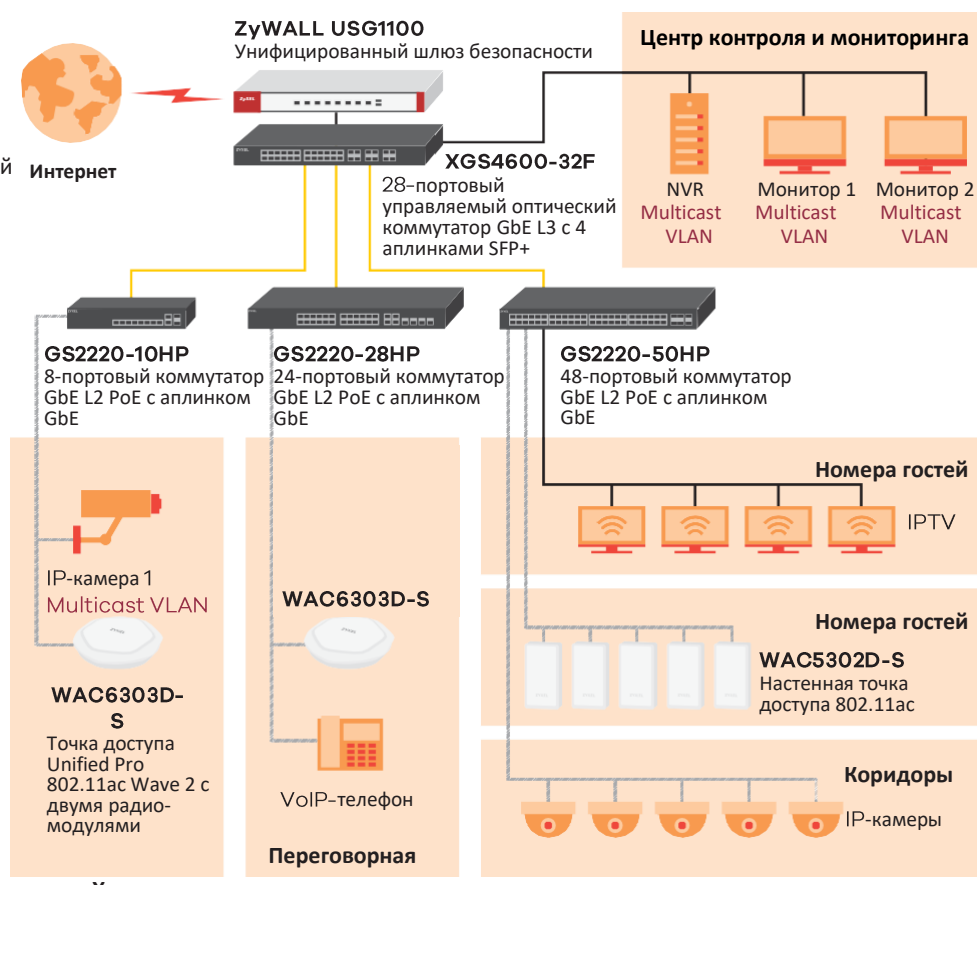 ZyWALL USG1100
Унифицированный шлюз безопасности
Центр контроля и мониторинга
ZyXEL
й
Интернет
XGS4600-32F
28-портовый
управляемый оптический
коммутатор GbE L3 с 4
аплинками SFP+
NVR
Multicast
VLAN
Монитор 1
Multicast
VLAN
Монитор 2
Multicast
VLAN
GS2220-10HP
8-портовый коммутатор
GbE L2 PoE с аплинком
GbE
GS2220-28HP
24-портовый коммутатор
GbE L2 PoE с аплинком
GbE
GS2220-50HP
48-портовый коммутатор
GbE L2 PoE с аплинком
GbE
IP-камера 1
Multicast VLAN
ZYXEL
WAC6303D-
S
Точка доступа
Unified Pro
802.11ac Wave 2 с
двумя радио-
модулями
WAC6303D-S
ZYXEL
VoIP-телефон
Переговорная
Номера гостей
IPTV
Номера гостей
WAC5302D-S
Настенная точка
доступа 802.11ac
Коридоры
IP-камеры